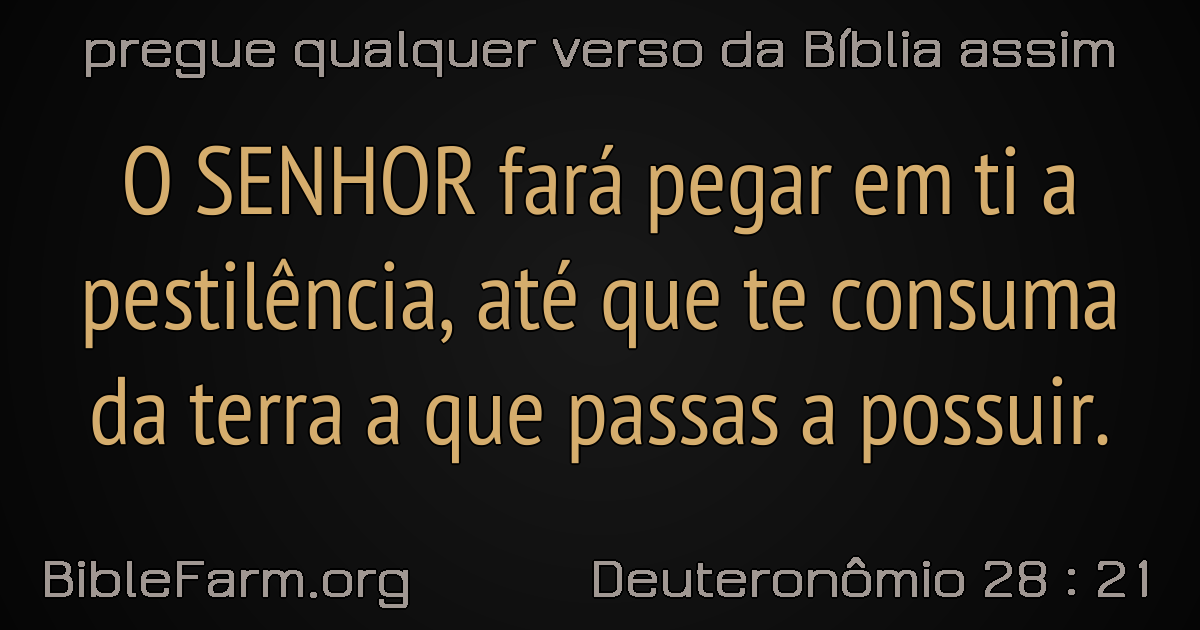 pregue qualquer verso da Bíblia assim
O SENHOR fará pegar em ti a
pestilência, até que te consuma
da terra a que passas a possuir.
BibleFarm.org
Deuteronômio 28 : 21